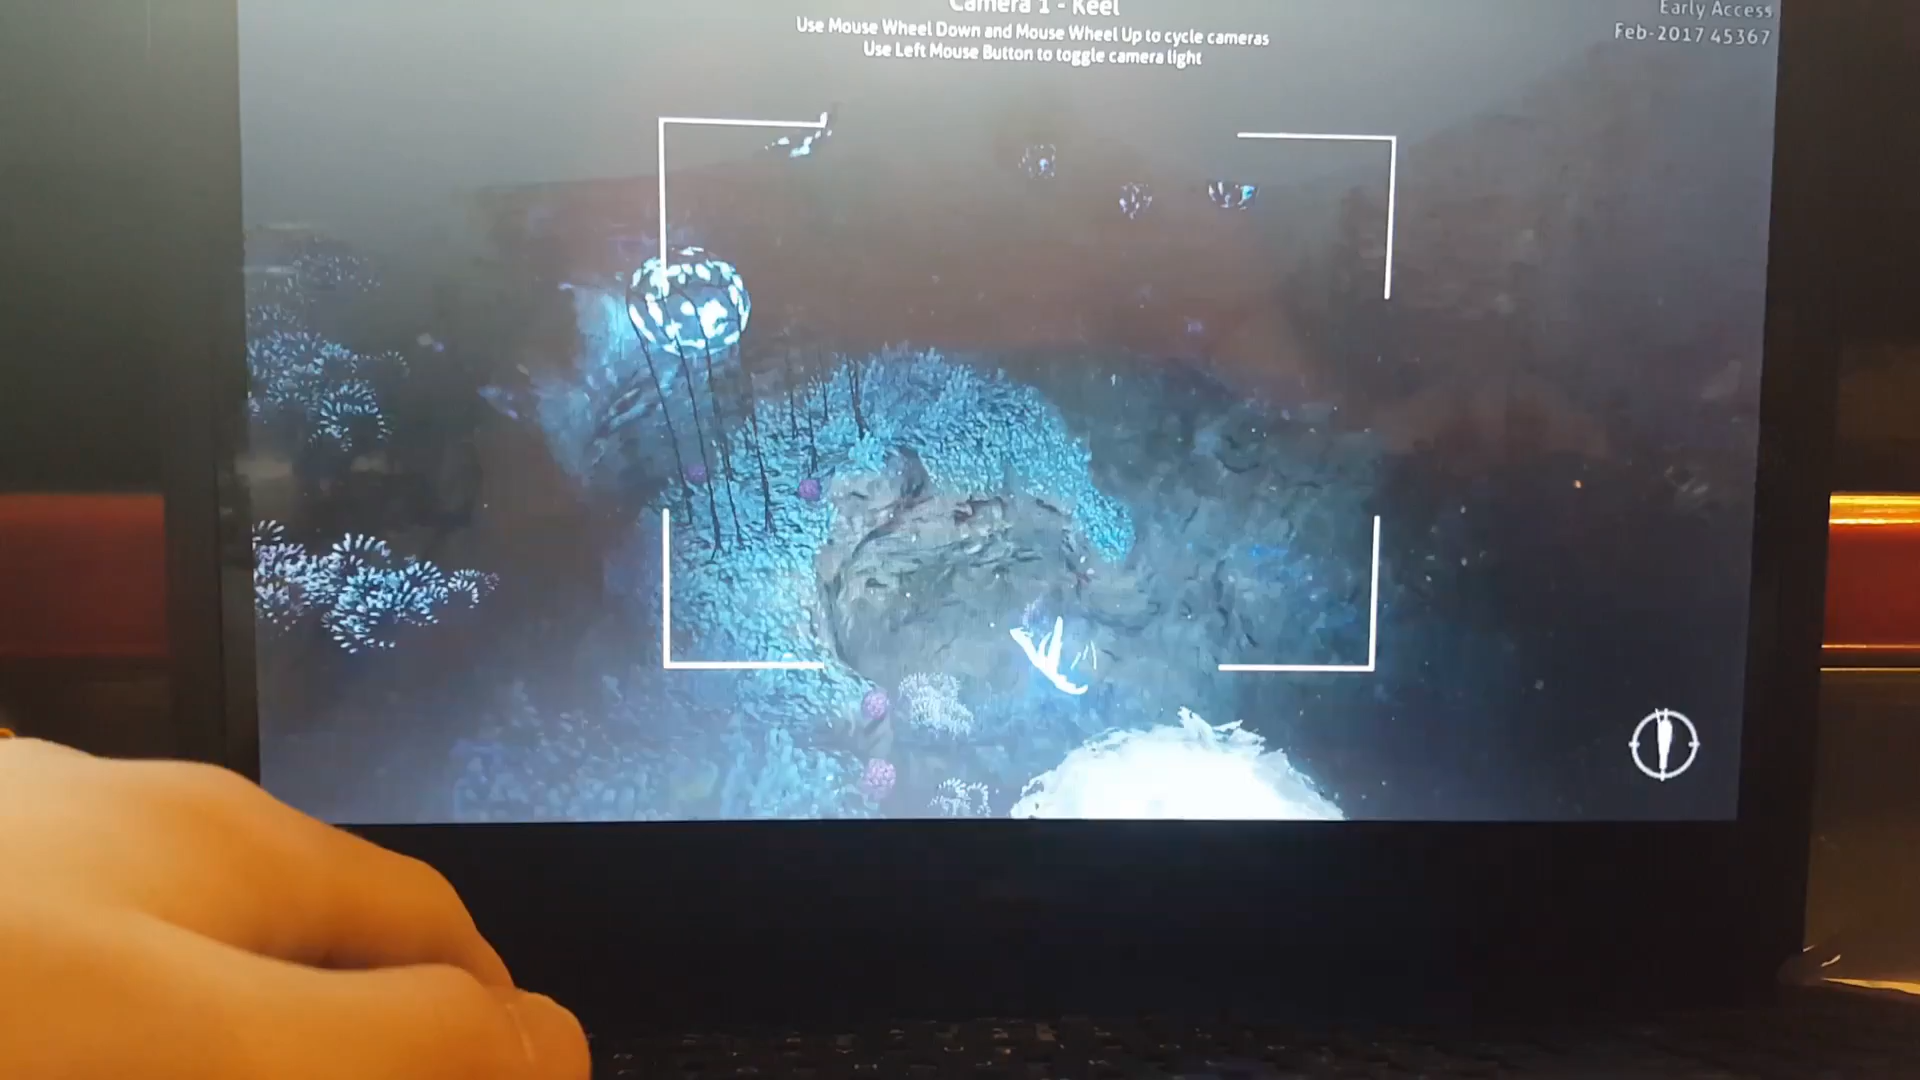 Camera 1 - Keel
Use Mouse Wheel Down and Mouse Wheel Up to cycle cameras
Use Left Mouse Button to toggle camera light
Early Access
Feb-2017 45367